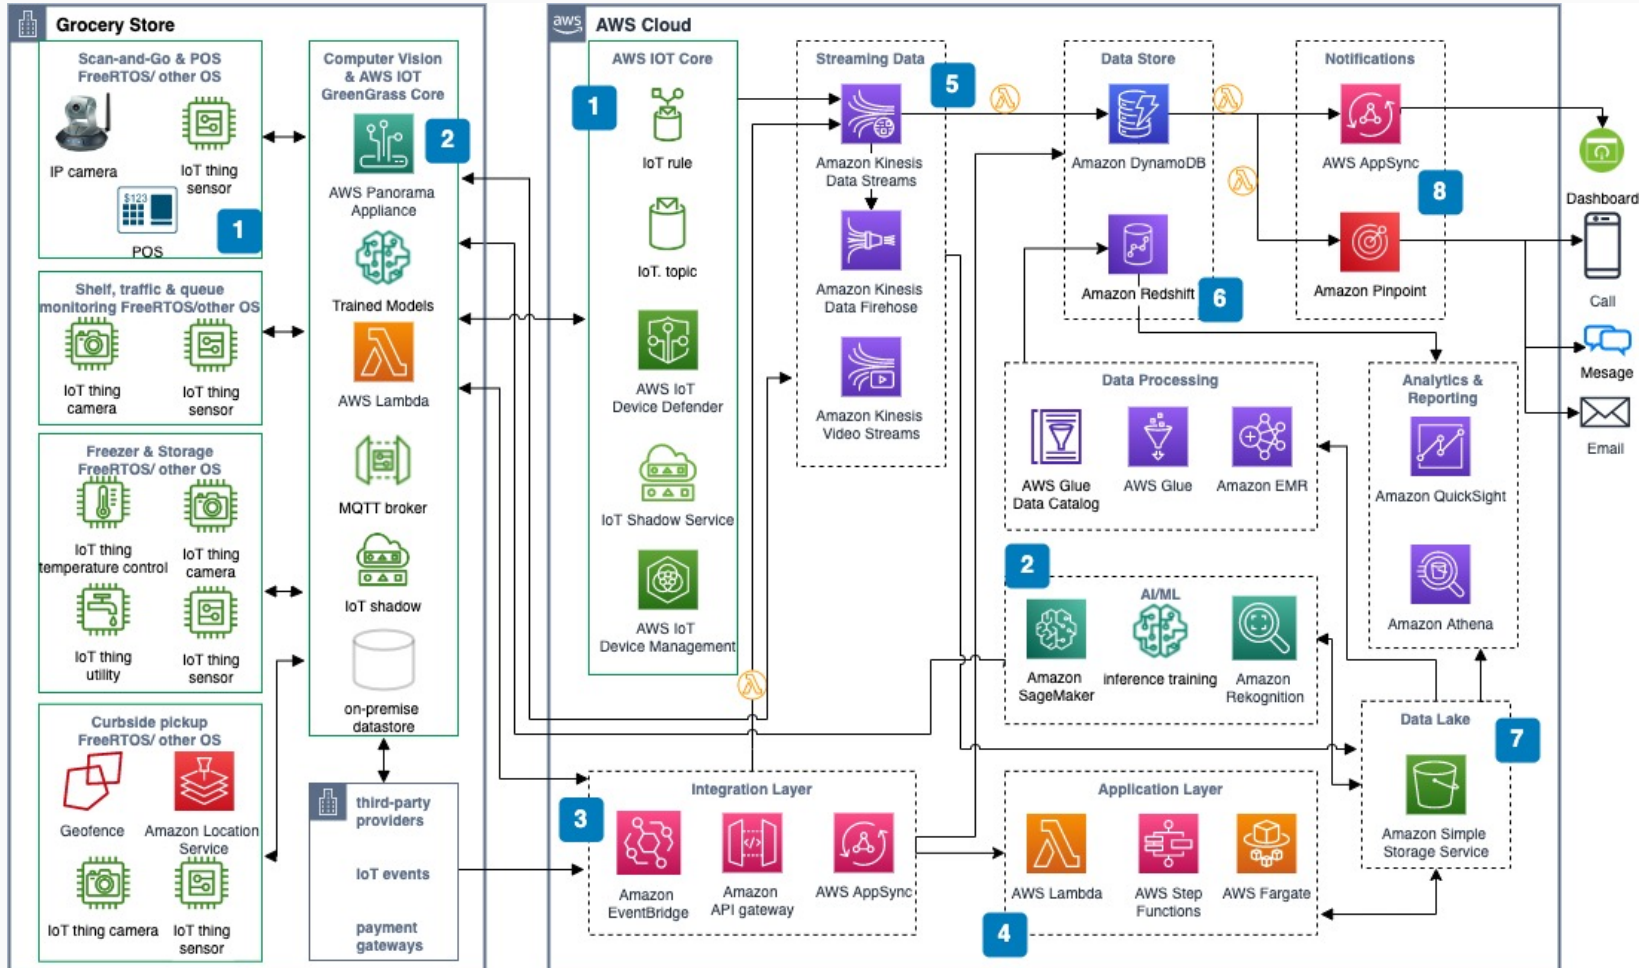 Grocery Store
Scan-and-Go & POS
FreeRTOS/ other OS
IP camera
IoT thing
sensor
$123
POS
1
Shelf, traffic & queue
monitoring FreeRTOS/other OS
IoT thing
camera
IoT thing
sensor
Freezer & Storage
FreeRTOS/ other OS
IoT thing
temperature control
IoT thing
camera
IoT thing
utility
IoT thing
sensor
Curbside pickup
FreeRTOS/ other OS
Geofence
Amazon Location
Service
IoT thing camera
IoT thing
sensor
Computer Vision
& AWS IOT
GreenGrass Core
2
AWS Panorama
Appliance
Trained Models
AWS Lambda
MQTT broker
IoT shadow
on-premise
datastore
third-party
providers
IoT events
payment
gateways
aws
AWS Cloud
AWS IOT Core
1
IoT rule
IoT. topic
AWS IoT
Device Defender
IoT Shadow Service
AWS IoT
Device Management
Streaming Data
5
Amazon Kinesis
Data Streams
Amazon Kinesis
Data Firehose
Amazon Kinesis
Video Streams
Data Store
Amazon DynamoDB
Amazon Redshift
6
Notifications
AWS AppSync
8
Amazon Pinpoint
Dashboard
Call
Mesage
Email
Data Processing
AWS Glue
Data Catalog
AWS Glue
Amazon EMR
Analytics &
Reporting
Amazon QuickSight
Amazon Athena
2
AI/ML
Amazon
SageMaker
inference training
Amazon
Rekognition
Data Lake
7
Amazon Simple
Storage Service
Integration Layer
3
Amazon
EventBridge
Amazon
API gateway
AWS AppSync
Application Layer
AWS Lambda
AWS Step
Functions
AWS Fargate
4